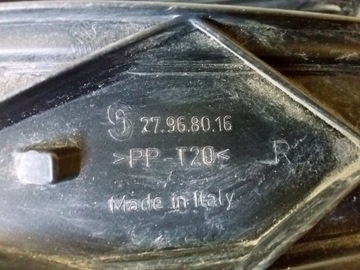 27.96.80.16
>PP T20<
R
Made in Italy